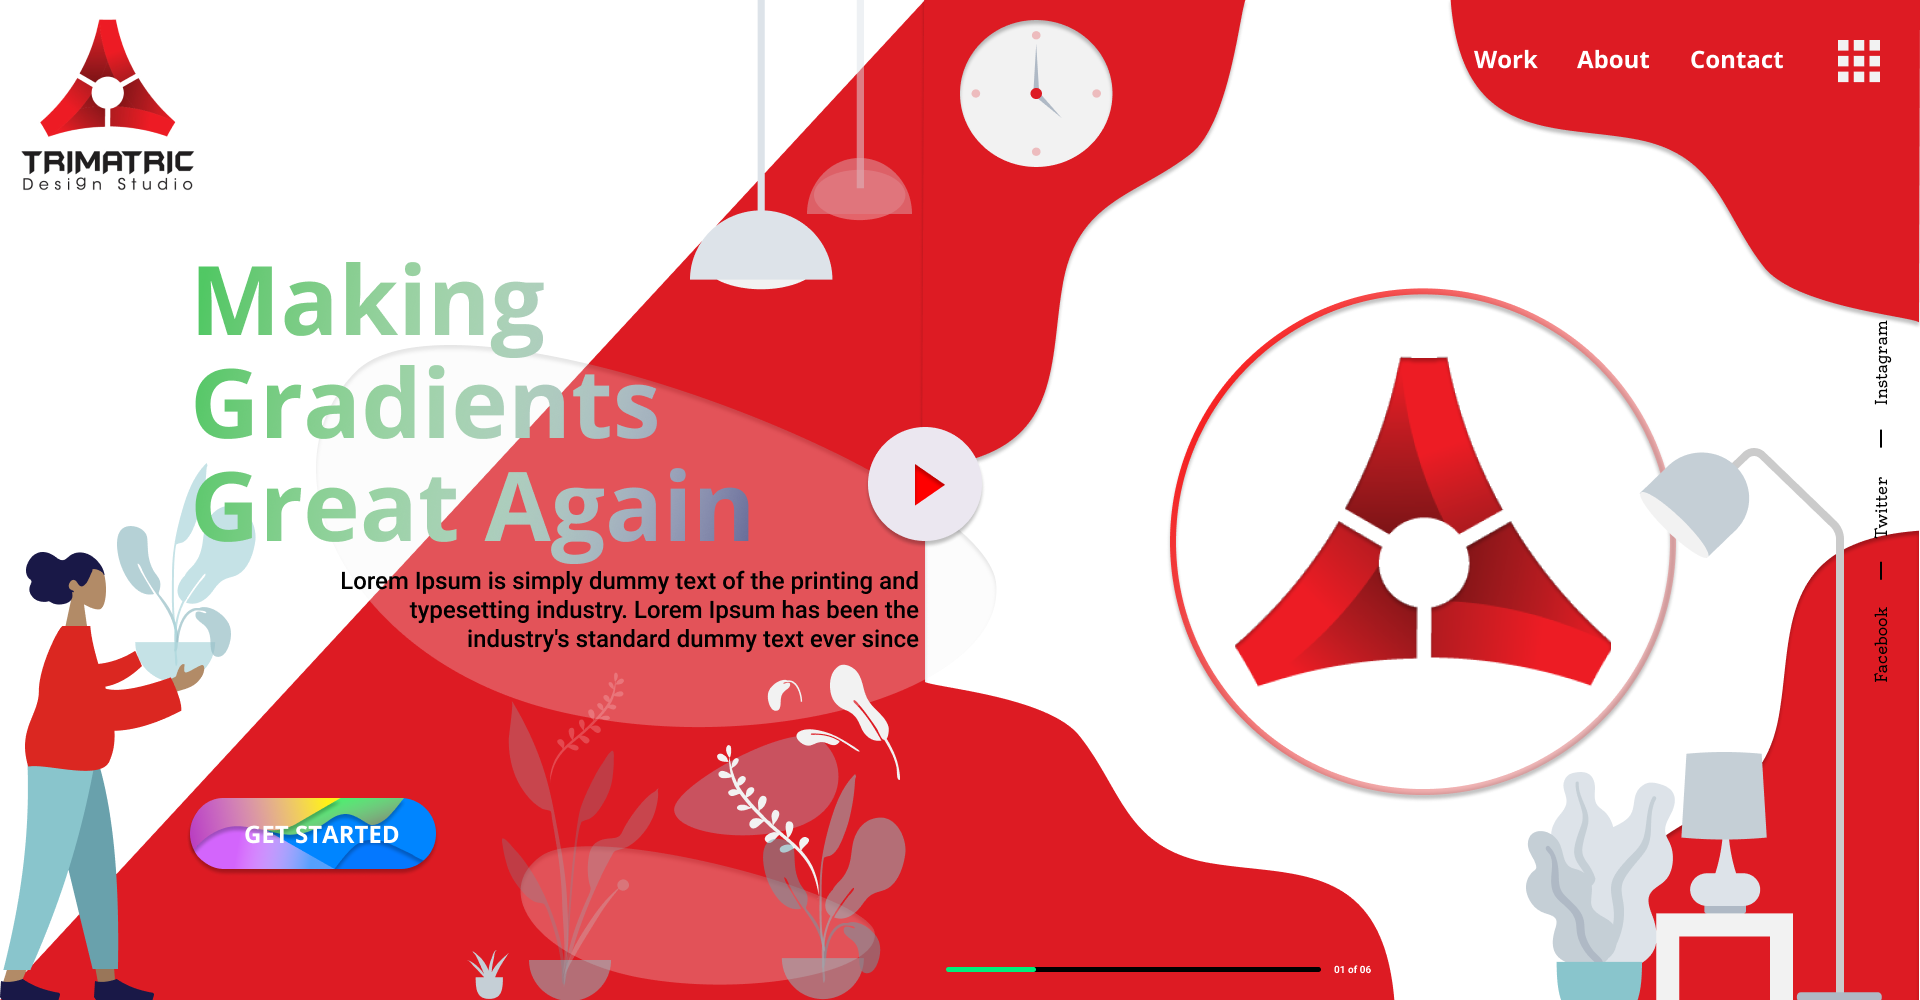 TRIMATRIC
Design Studio
Work About Contact
Making
Gradients
Great Again
Lorem Ipsum is simply dummy text of the printing and
typesetting industry. Lorem Ipsum has been the
industry's standard dummy text ever since
GET STARTED
01 of 06
Facebook — Twitter — Instagram